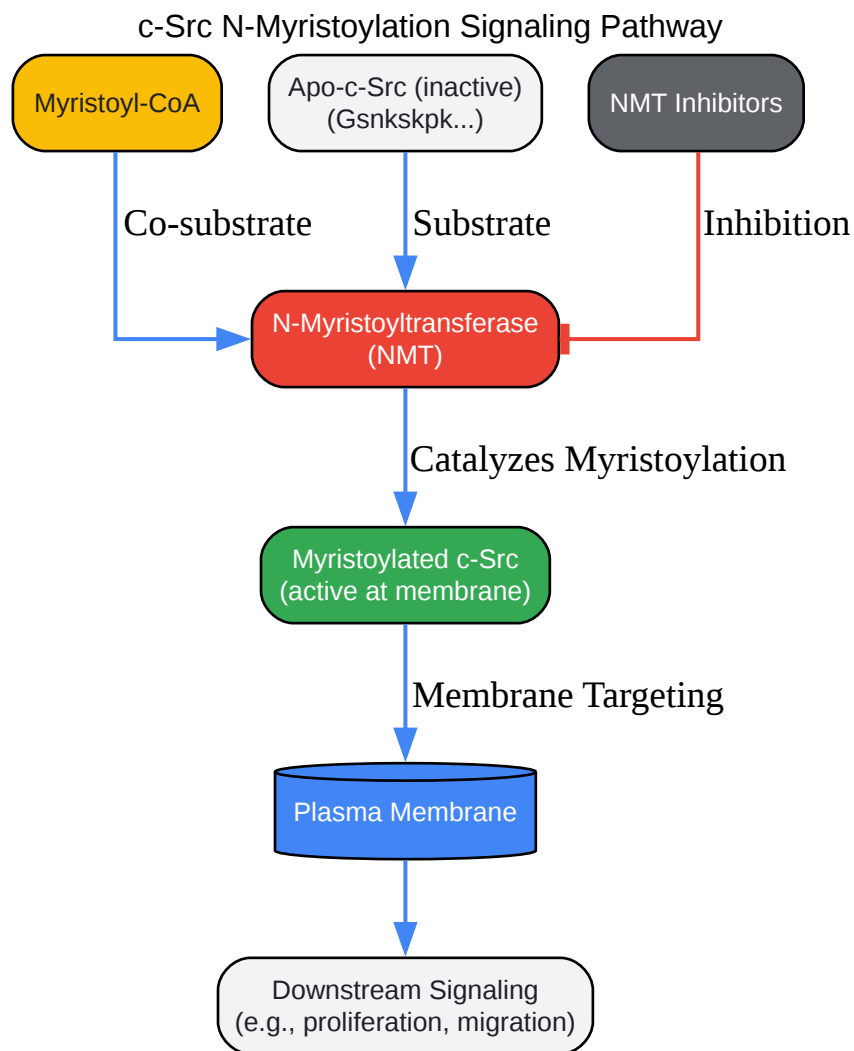 c-Src N-Myristoylation Signaling Pathway
Myristoyl-CoA
Apo-c-Src (inactive)
(Gsnkskpk...)
NMT Inhibitors
Co-substrate
Substrate
Inhibition
N-Myristoyltransferase
(NMT)
Catalyzes Myristoylation
Myristoylated c-Src
(active at membrane)
Membrane Targeting
Plasma Membrane
Downstream Signaling
(e.g., proliferation, migration)